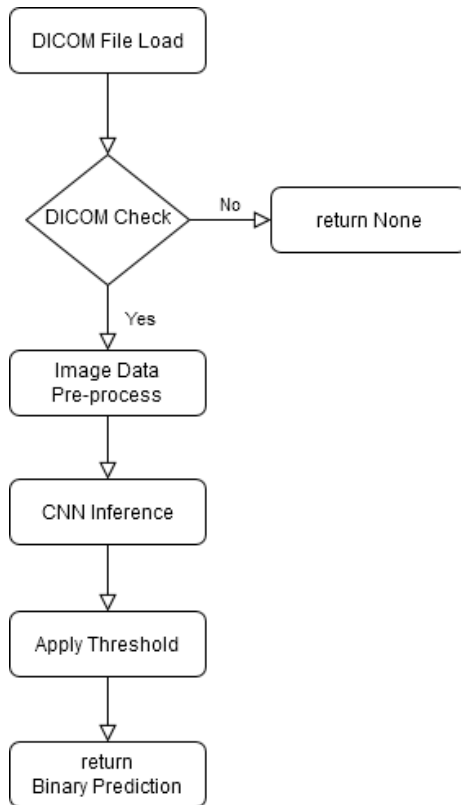 DICOM File Load
DICOM Check
No
return None
Yes
Image Data
Pre-process
CNN Inference
Apply Threshold
return
Binary Prediction